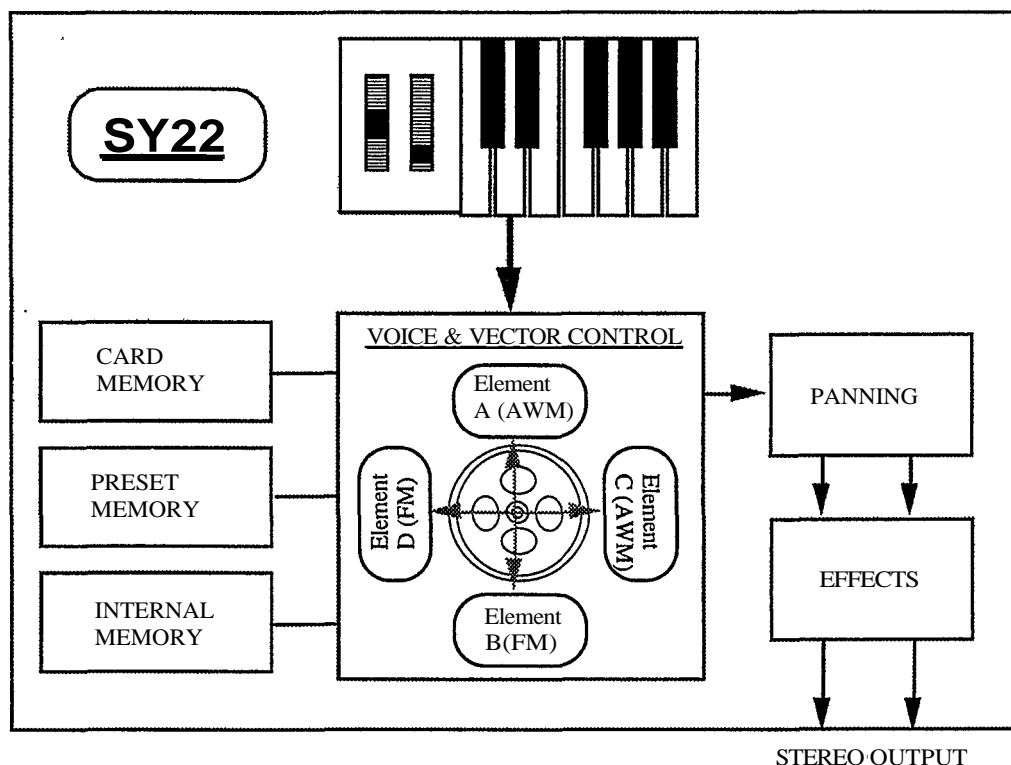 SY22
VOICE & VECTOR CONTROL
CARD
MEMORY
PRESET
MEMORY
INTERNAL
MEMORY
Element
A (AWM)
Element
D (FM)
Element
C (AWM)
Element
B(FM)
PANNING
EFFECTS
STEREO OUTPUT